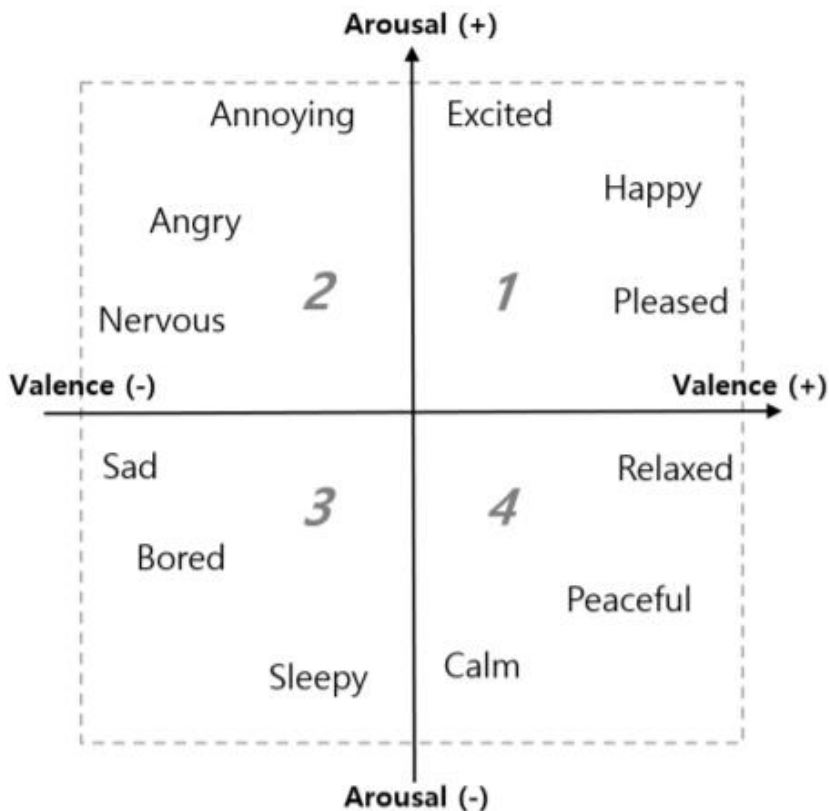 Arousal (+)
Annoying Excited
Happy
Angry
2 1
Pleased
Nervous
Valence (-) Valence (+)
Sad Relaxed
3 4
Bored
Peaceful
Calm
Sleepy
Arousal (-)